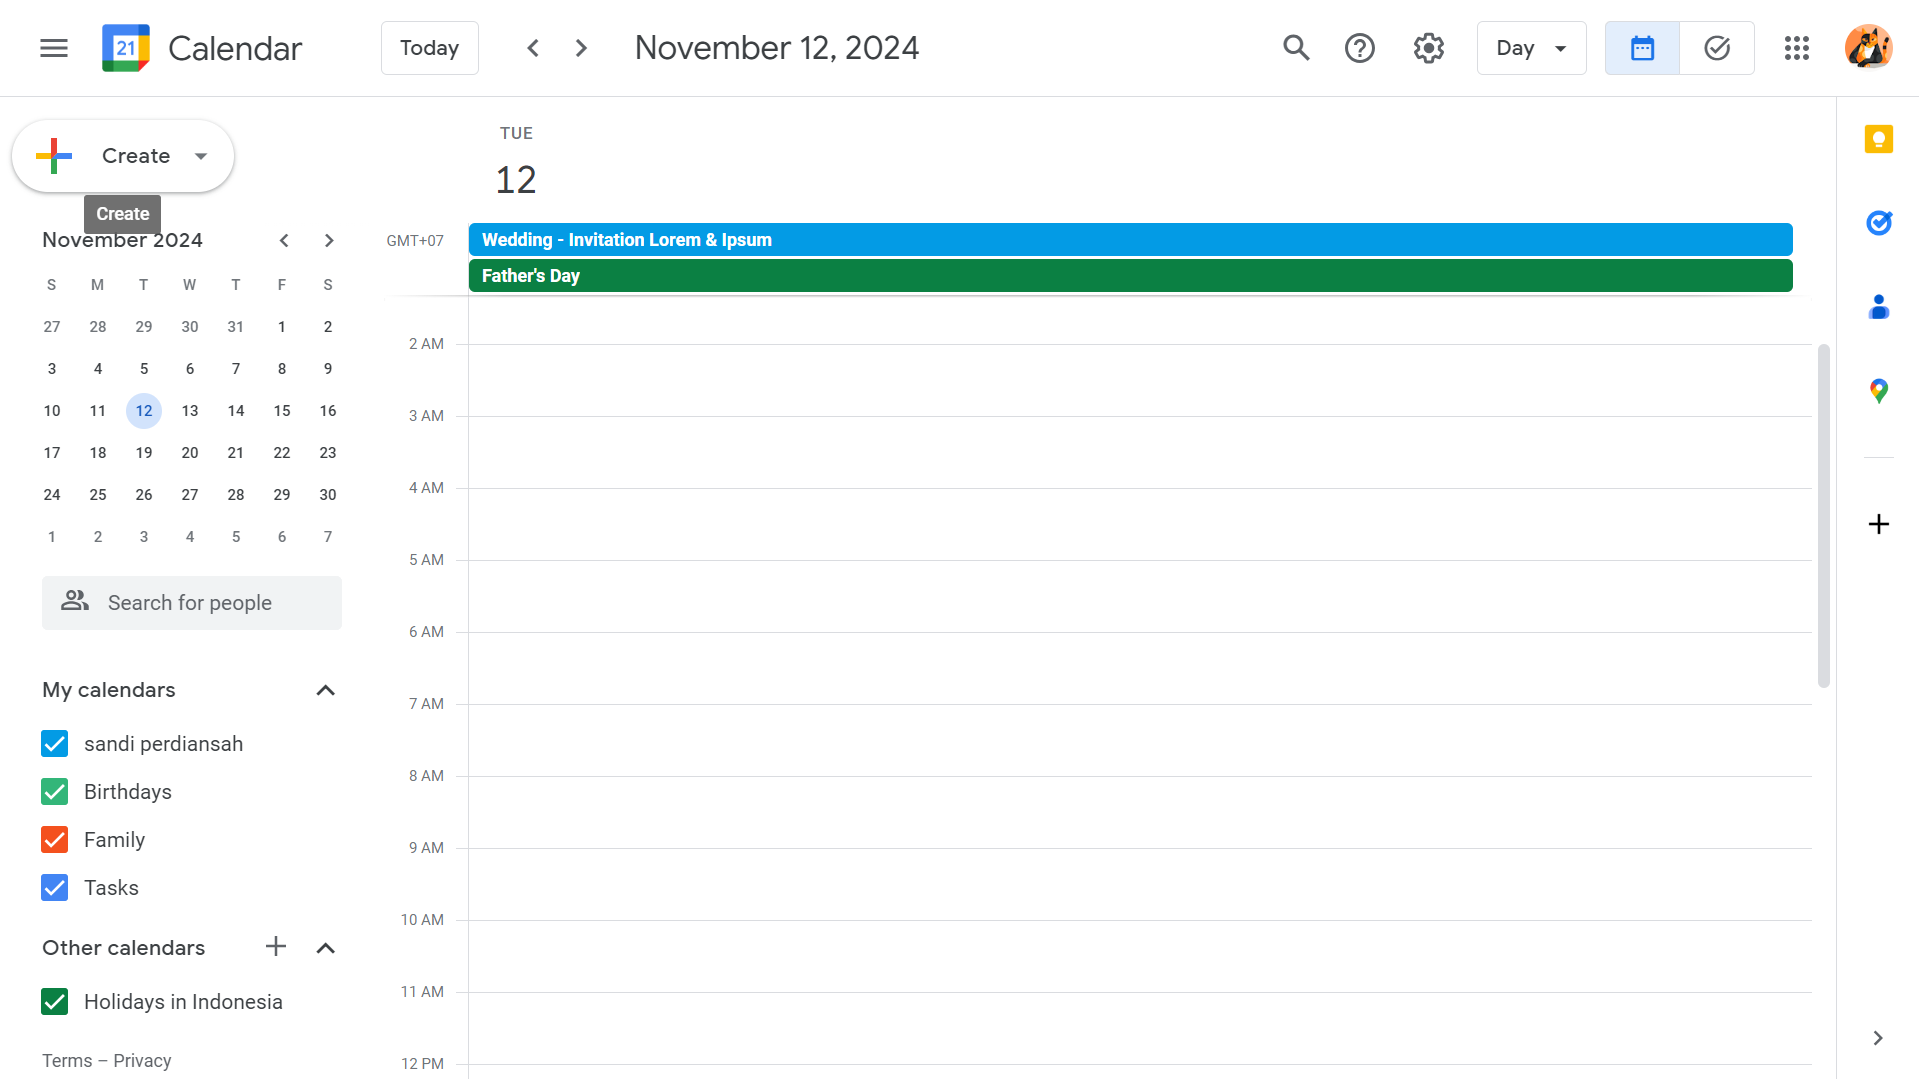 21 Calendar Today November 12, 2024 Day
Create
Create
November 2024
S M T W T F S
27 28 29 30 31 1 2
3 4 5 6 7 8 9
10 11 12 13 14 15 16
17 18 19 20 21 22 23
24 25 26 27 28 29 30
1 2 3 4 5 6 7
Search for people
My calendars
sandi perdiansah
Birthdays
Family
Tasks
Other calendars
Holidays in Indonesia
Terms – Privacy
TUE
12
GMT+07
Wedding - Invitation Lorem & Ipsum
Father's Day
2 AM
3 AM
4 AM
5 AM
6 AM
7 AM
8 AM
9 AM
10 AM
11 AM
12 PM